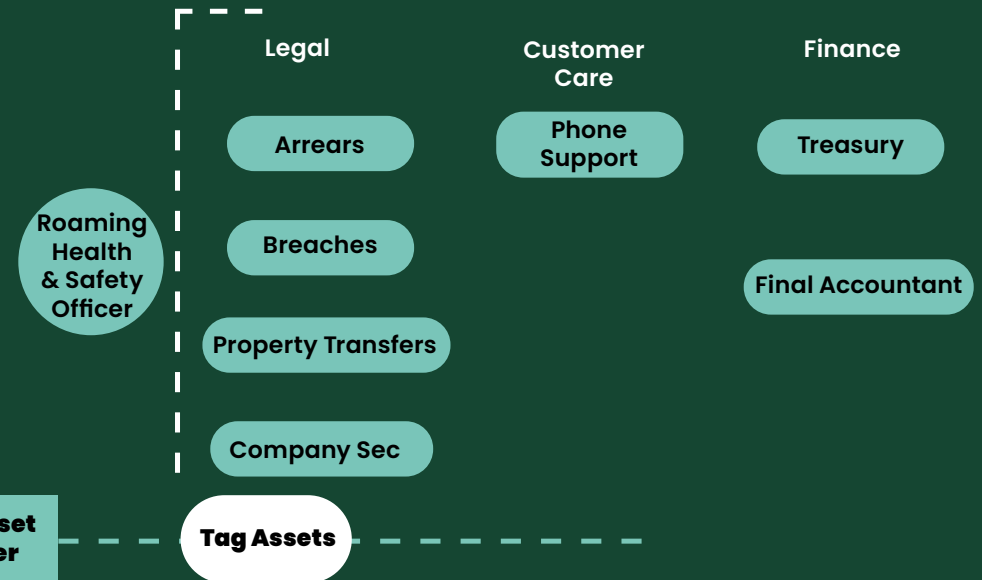 Legal
Customer
Care
Finance
Arrears
Phone
Support
Treasury
Roaming
Health
& Safety
Officer
Breaches
Final Accountant
Property Transfers
Company Sec
Tag Assets